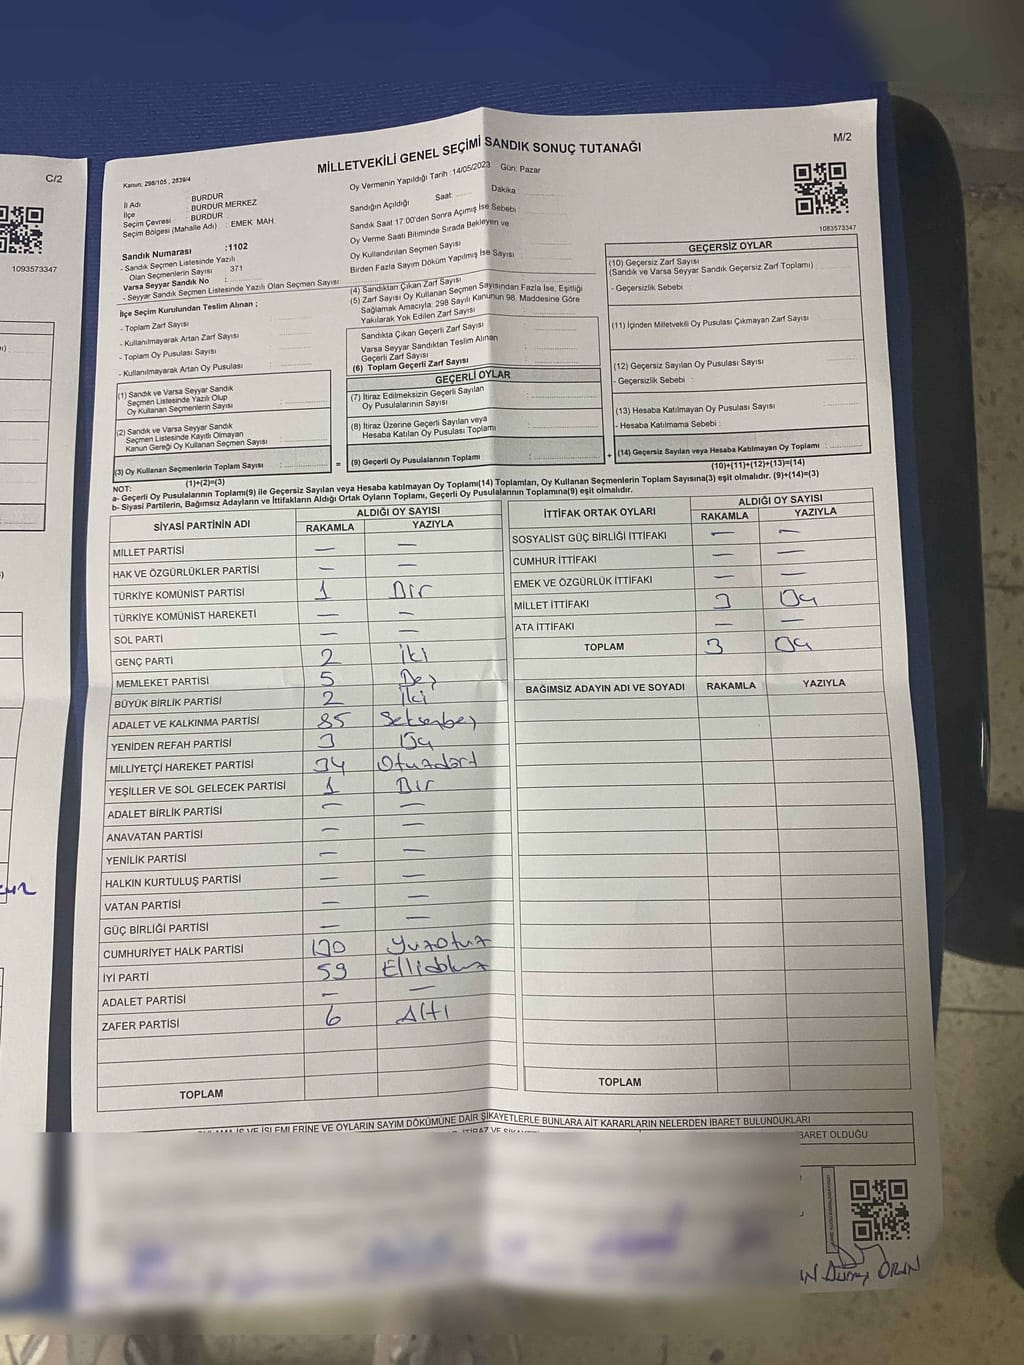 C/2
1093573347
M/2
MİLLETVEKİLİ GENEL SEÇİMİ SANDIK SONUÇ TUTANAĞI
Kanun, 298/105 , 2839/4
Oy Vermenin Yapıldığı Tarih :14/05/2023 Gün: Pazar
İl Adı : BURDUR
İlçe : BURDUR MERKEZ
Seçim Çevresi : BURDUR
Seçim Bölgesi (Mahalle Adı) : EMEK MAH.
Sandığın Açıldığı Saat: Dakika :
Sandık Saat 17:00'den Sonra Açımış İse Sebebi :
Oy Verme Saati Bitiminde Sırada Bekleyen ve
Oy Kullandırılan Seçmen Sayısı :
Birden Fazla Sayım Döküm Yapılmış İse Sayısı
1083573347
Sandık Numarası :1102
- Sandık Seçmen Listesinde Yazılı
Olan Seçmenlerin Sayısı : 371
Varsa Seyyar Sandık No :
- Seyyar Sandık Seçmen Listesinde Yazılı Olan Seçmen Sayısı:
İlçe Seçim Kurulundan Teslim Alınan ;
- Toplam Zarf Sayısı :
- Kullanılmayarak Artan Zarf Sayısı :
- Toplam Oy Pusulası Sayısı :
- Kullanılmayarak Artan Oy Pusulası :
(1) Sandık ve Varsa Seyyar Sandık
Seçmen Listesinde Yazılı Olup
Oy Kullanan Seçmenlerin Sayısı :
(2) Sandık ve Varsa Seyyar Sandık
Seçmen Listesinde Kayıtlı Olmayan
Kanun Gereği Oy Kullanan Seçmen Sayısı :
(3) Oy Kullanan Seçmenlerin Toplam Sayısı :
(1)+(2)=(3)
(4) Sandıktan Çıkan Zarf Sayısı :
(5) Zarf Sayısı Oy Kullanan Seçmen Sayısından Fazla İse, Eşitliği
Sağlamak Amacıyla; 298 Sayılı Kanunun 98. Maddesine Göre
Yakılarak Yok Edilen Zarf Sayısı
Sandıkta Çıkan Geçerli Zarf Sayısı :
Varsa Seyyar Sandıktan Teslim Alınan
Geçerli Zarf Sayısı :
(6) Toplam Geçerli Zarf Sayısı :
GEÇERLİ OYLAR
(7) İtiraz Edilmeksizin Geçerli Sayılan
Oy Pusulalarının Sayısı :
(8) İtiraz Üzerine Geçerli Sayılan veya
Hesaba Katılan Oy Pusulası Toplamı :
= (9) Geçerli Oy Pusulalarının Toplamı :
GEÇERSİZ OYLAR
(10) Geçersiz Zarf Sayısı
(Sandık ve Varsa Seyyar Sandık Geçersiz Zarf Toplamı) :
- Geçersizlik Sebebi :
(11) İçinden Milletvekili Oy Pusulası Çıkmayan Zarf Sayısı :
(12) Geçersiz Sayılan Oy Pusulası Sayısı :
- Geçersizlik Sebebi :
(13) Hesaba Katılmayan Oy Pusulası Sayısı :
- Hesaba Katılmama Sebebi :
+ (14) Geçersiz Sayılan veya Hesaba Katılmayan Oy Toplamı :
(10)+(11)+(12)+(13)=(14)
NOT:
a- Geçerli Oy Pusulalarının Toplamı(9) ile Geçersiz Sayılan veya Hesaba Katılmayan Oy Toplamı(14) Toplamları, Oy Kullanan Seçmenlerin Toplam Sayısına(3) eşit olmalıdır. (9)+(14)=(3)
b- Siyasi Partilerin, Bağımsız Adayların ve İttifakların Aldığı Ortak Oyların Toplamı, Geçerli Oy Pusulalarının Toplamına(9) eşit olmalıdır.
SİYASİ PARTİNİN ADI ALDIĞI OY SAYISI
RAKAMLA YAZIYLA
MİLLET PARTİSİ — —
HAK VE ÖZGÜRLÜKLER PARTİSİ — —
TÜRKİYE KOMÜNİST PARTİSİ 1 Bir
TÜRKİYE KOMÜNİST HAREKETİ — —
SOL PARTİ — —
GENÇ PARTİ 2 İki
MEMLEKET PARTİSİ 5 Beş
BÜYÜK BİRLİK PARTİSİ 2 İki
ADALET VE KALKINMA PARTİSİ 85 Seksenbeş
YENİDEN REFAH PARTİSİ 3 Üç
MİLLİYETÇİ HAREKET PARTİSİ 34 Otuzdört
YEŞİLLER VE SOL GELECEK PARTİSİ 1 Bir
ADALET BİRLİK PARTİSİ — —
ANAVATAN PARTİSİ — —
YENİLİK PARTİSİ — —
HALKIN KURTULUŞ PARTİSİ — —
VATAN PARTİSİ — —
GÜÇ BİRLİĞİ PARTİSİ — —
CUMHURİYET HALK PARTİSİ 130 Yüzotuz
İYİ PARTİ 59 Ellidokuz
ADALET PARTİSİ — —
ZAFER PARTİSİ 6 Altı
TOPLAM
İTTİFAK ORTAK OYLARI ALDIĞI OY SAYISI
RAKAMLA YAZIYLA
SOSYALİST GÜÇ BİRLİĞİ İTTİFAKI — —
CUMHUR İTTİFAKI — —
EMEK VE ÖZGÜRLÜK İTTİFAKI — —
MİLLET İTTİFAKI 3 Üç
ATA İTTİFAKI — —
TOPLAM 3 Üç
BAĞIMSIZ ADAYIN ADI VE SOYADI RAKAMLA YAZIYLA
TOPLAM
İŞLEMLERİNE VE OYLARIN SAYIM DÖKÜMÜNE DAİR ŞİKAYETLERLE BUNLARA AİT KARARLARIN NELERDEN İBARET BULUNDUKLARI
İBARET OLDUĞU